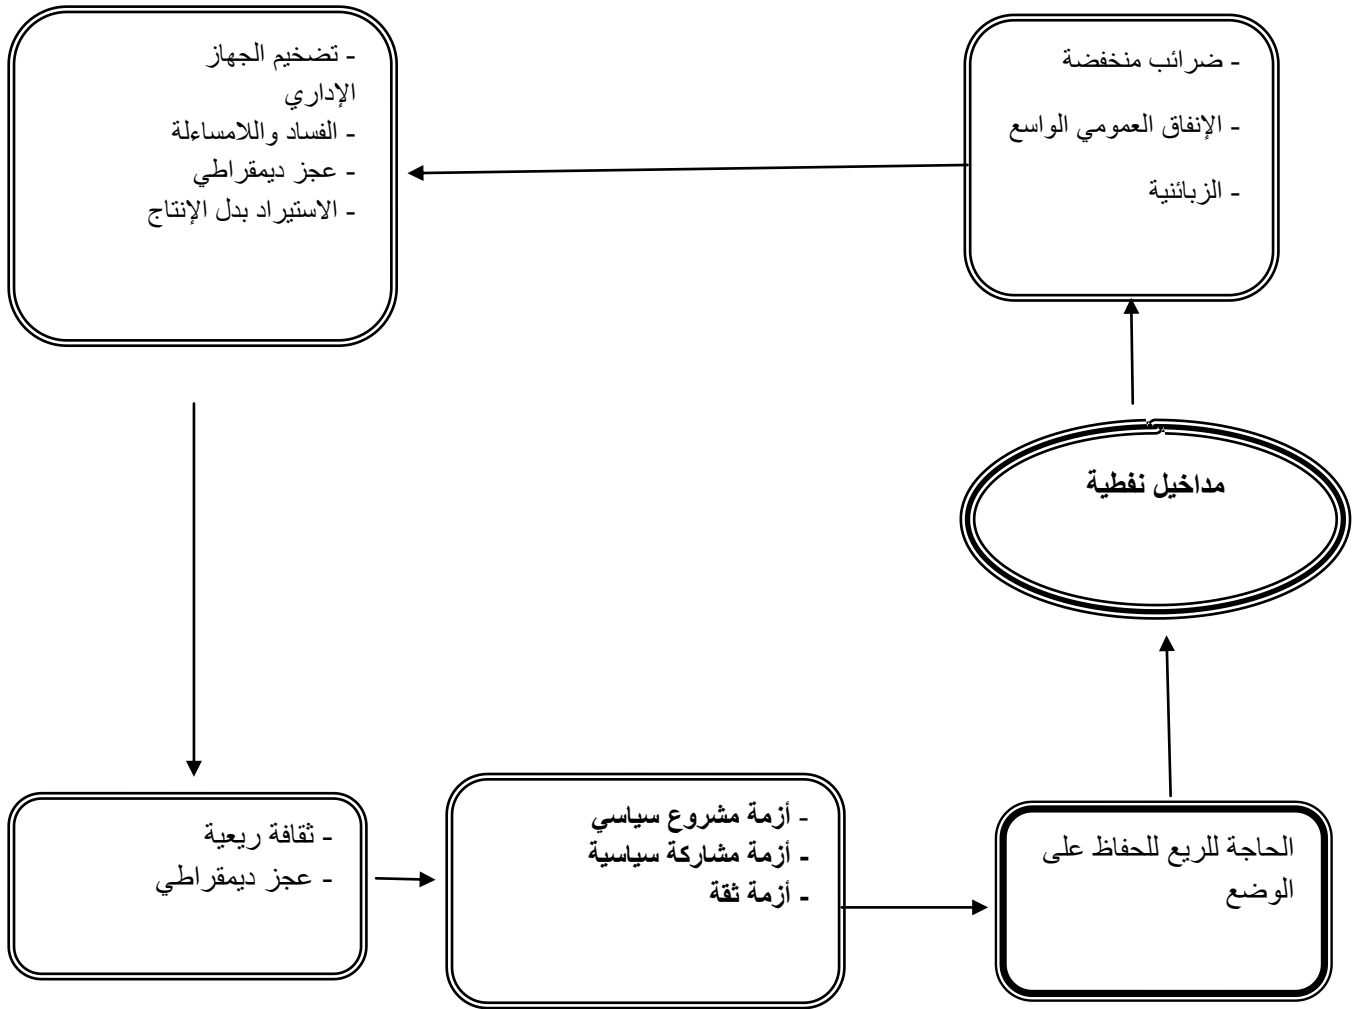 - ضرائب منخفضة
- الإنفاق العمومي الواسع
- الزبائنية
- تضخيم الجهاز
الإداري
- الفساد واللامساءلة
- عجز ديمقراطي
- الاستيراد بدل الإنتاج
مداخيل نفطية
الحاجة للريع للحفاظ على
الوضع
- أزمة مشروع سياسي
- أزمة مشاركة سياسية
- أزمة ثقة
- ثقافة ريعية
- عجز ديمقراطي